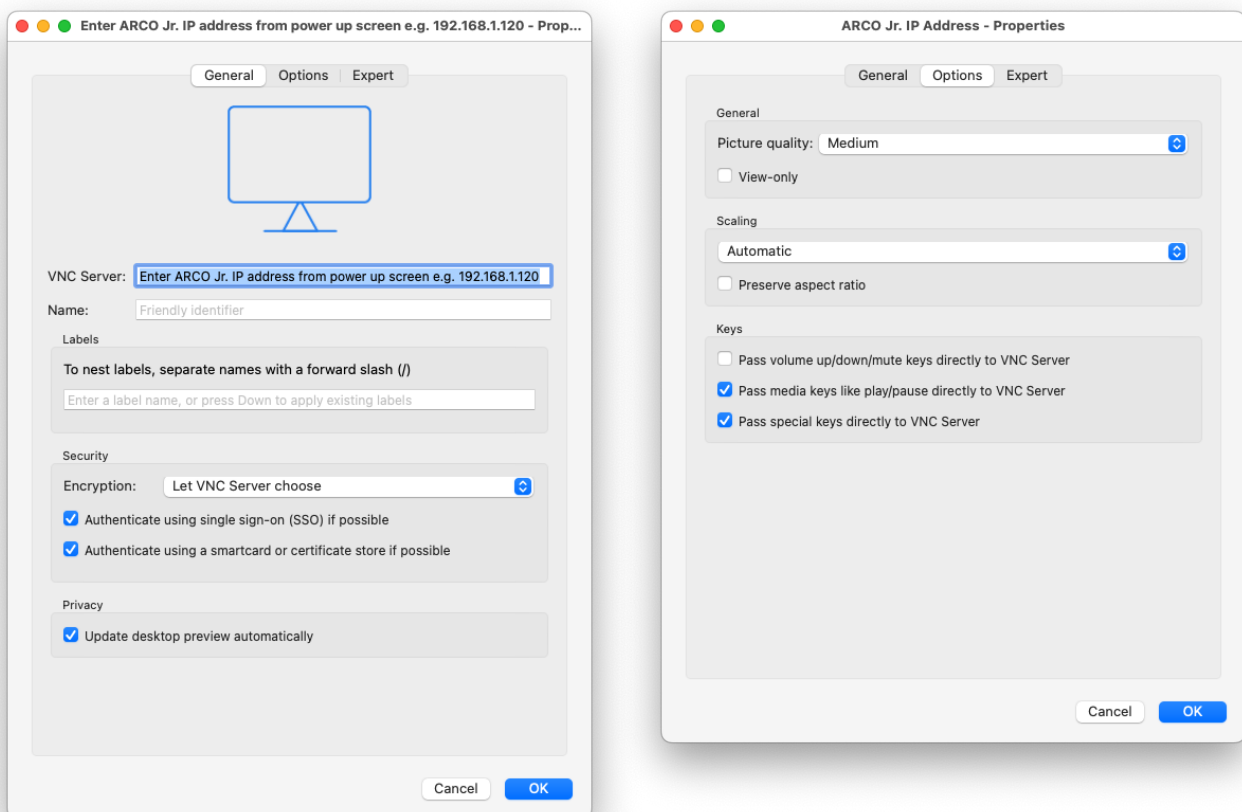 Enter ARCO Jr. IP address from power up screen e.g. 192.168.1.120 - Prop...
General Options Expert
VNC Server: Enter ARCO Jr. IP address from power up screen e.g. 192.168.1.120
Name: Friendly identifier
Labels
To nest labels, separate names with a forward slash (/)
Enter a label name, or press Down to apply existing labels
Security
Encryption: Let VNC Server choose
Authenticate using single sign-on (SSO) if possible
Authenticate using a smartcard or certificate store if possible
Privacy
Update desktop preview automatically
Cancel OK
ARCO Jr. IP Address - Properties
General Options Expert
General
Picture quality: Medium
View-only
Scaling
Automatic
Preserve aspect ratio
Keys
Pass volume up/down/mute keys directly to VNC Server
Pass media keys like play/pause directly to VNC Server
Pass special keys directly to VNC Server
Cancel OK